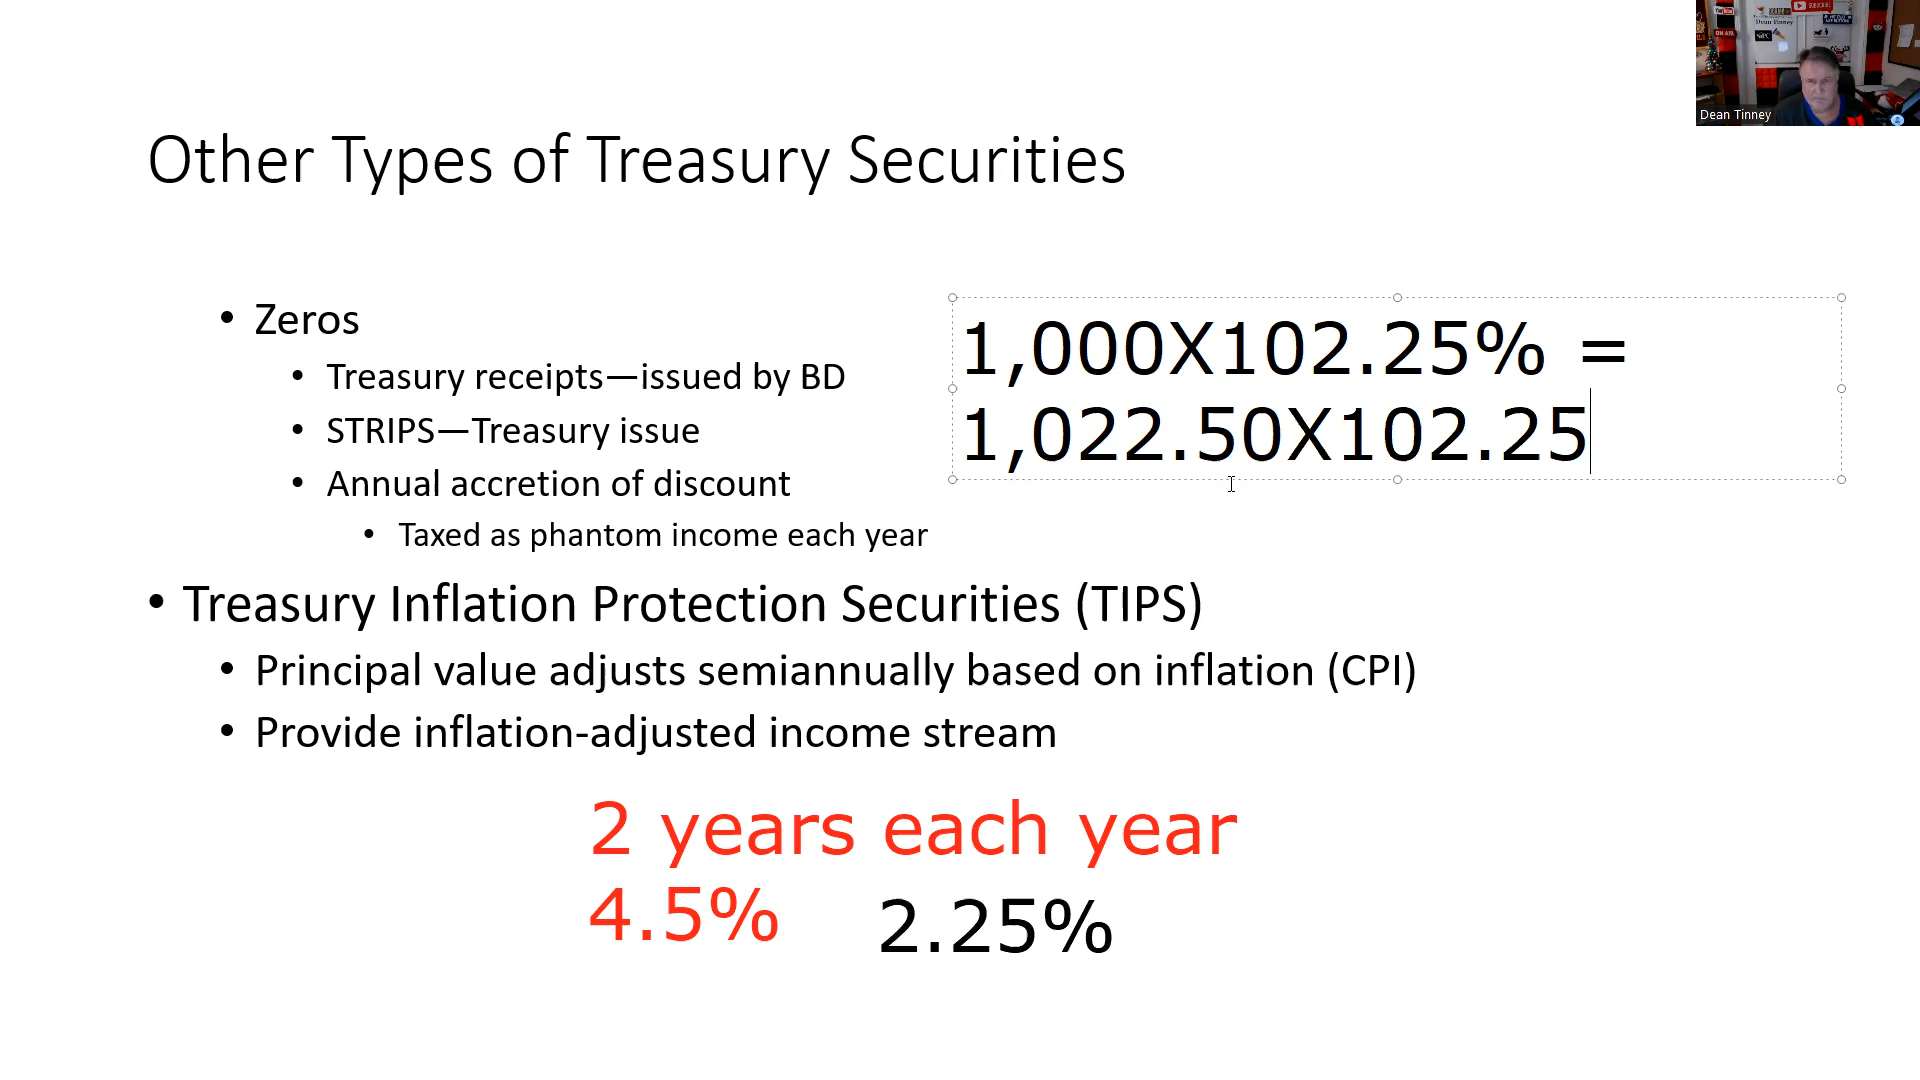 Dean Tinney
Other Types of Treasury Securities
• Zeros
• Treasury receipts—issued by BD
• STRIPS—Treasury issue
• Annual accretion of discount
• Taxed as phantom income each year
1,000X102.25% =
1,022.50X102.25
• Treasury Inflation Protection Securities (TIPS)
• Principal value adjusts semiannually based on inflation (CPI)
• Provide inflation-adjusted income stream
2 years each year
4.5% 2.25%